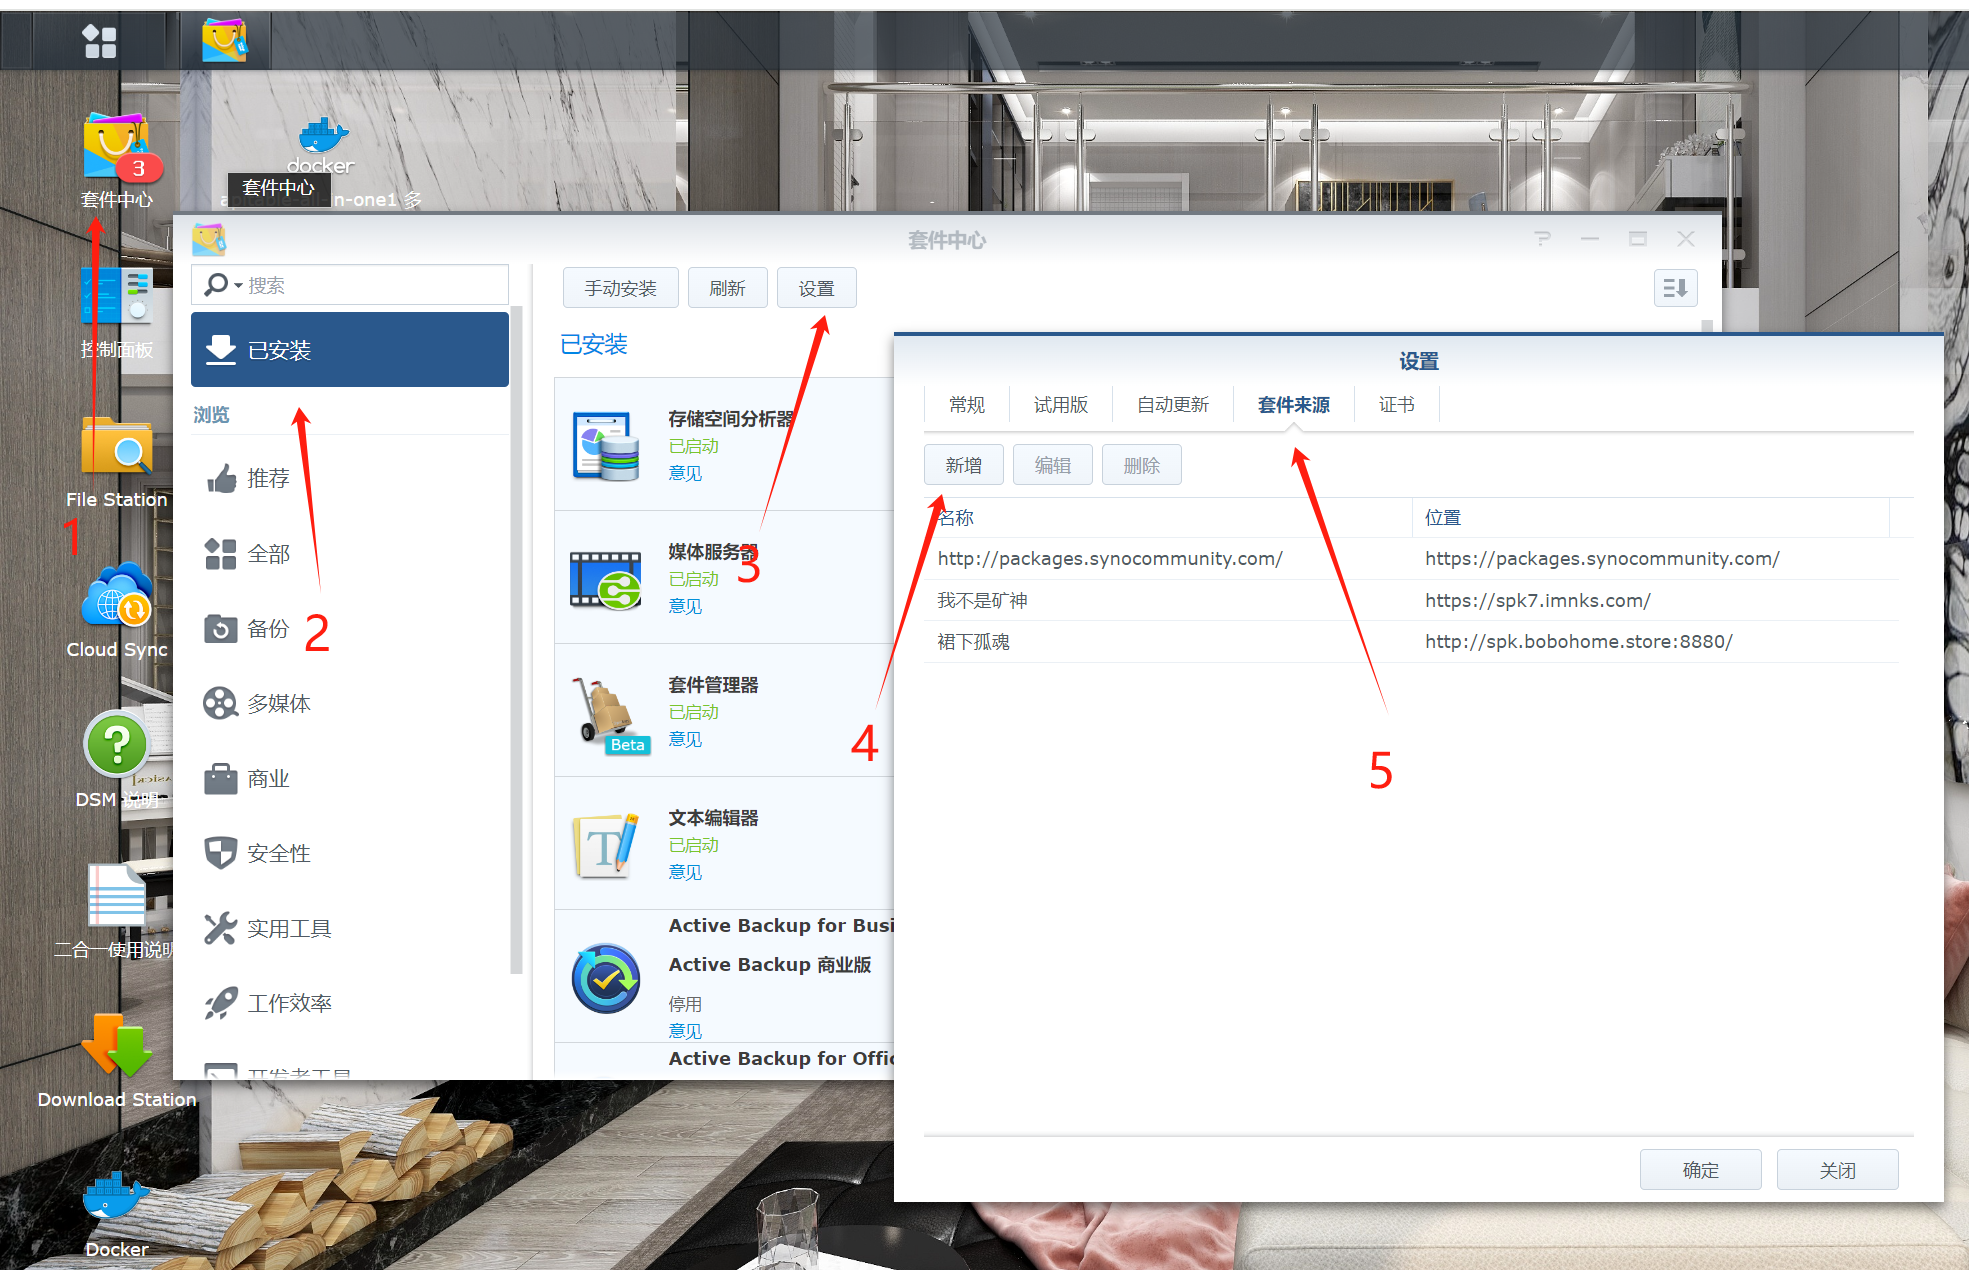 docker
3
套件中心
套件中心
n-one1 多
控制面板
File Station
1
Cloud Sync
DSM 说明
二合一使用说明
Download Station
Docker
套件中心
搜索
手动安装
刷新
设置
已安装
浏览
推荐
全部
备份
2
多媒体
商业
安全性
实用工具
工作效率
开发者工具
已安装
存储空间分析器
已启动
意见
媒体服务器
3
已启动
意见
套件管理器
已启动
意见
Beta
文本编辑器
已启动
意见
Active Backup for Busi
Active Backup 商业版
停用
意见
Active Backup for Offic
4
设置
常规
试用版
自动更新
套件来源
证书
新增
编辑
删除
名称
位置
http://packages.synocommunity.com/
https://packages.synocommunity.com/
我不是矿神
https://spk7.imnks.com/
裙下孤魂
http://spk.bobohome.store:8880/
5
确定
关闭